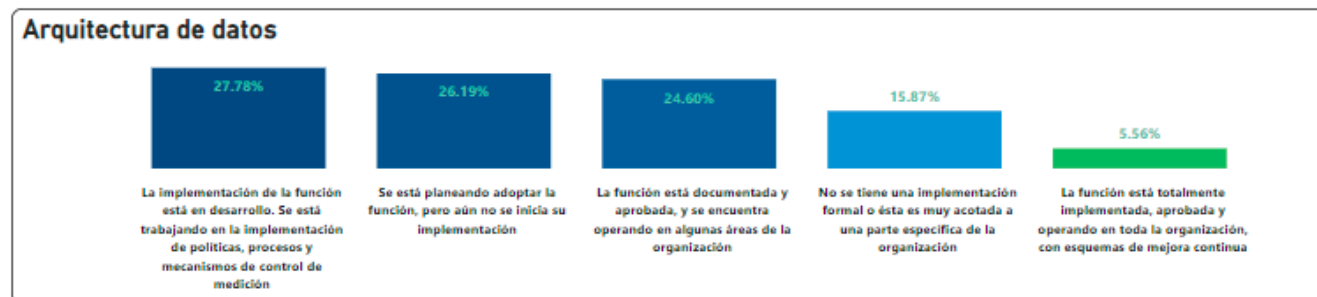 Arquitectura de datos
27.78%
26.19%
24.60%
15.87%
5.56%
La implementación de la función
está en desarrollo. Se está
trabajando en la implementación
de políticas, procesos y
mecanismos de control de
medición
Se está planeando adoptar la
función, pero aún no se inicia su
implementación
La función está documentada y
aprobada, y se encuentra
operando en algunas áreas de la
organización
No se tiene una implementación
formal o ésta es muy acotada a
una parte específica de la
organización
La función está totalmente
implementada, aprobada y
operando en toda la organización,
con esquemas de mejora continua